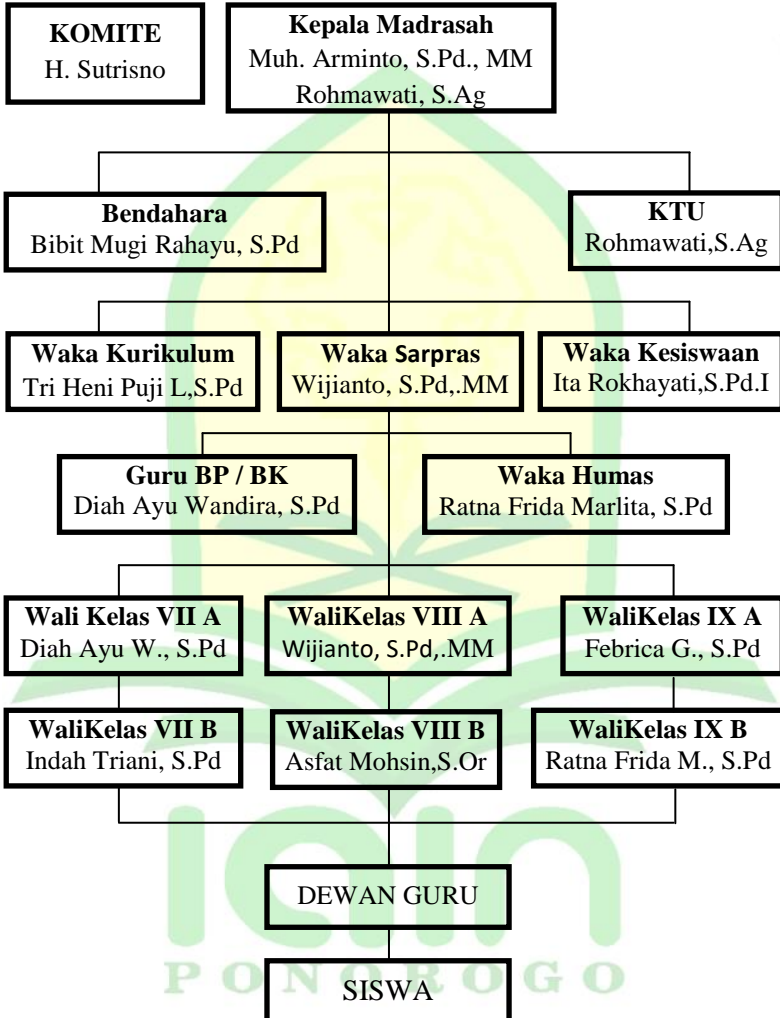 KOMITE
H. Sutrisno
Kepala Madrasah
Muh. Arminto, S.Pd., MM
Rohmawati, S.Ag
Bendahara
Bibit Mugi Rahayu, S.Pd
KTU
Rohmawati,S.Ag
Waka Kurikulum
Tri Heni Puji L,S.Pd
Waka Sarpras
Wijianto, S.Pd,.MM
Waka Kesiswaan
Ita Rokhayati,S.Pd.I
Guru BP / BK
Diah Ayu Wandira, S.Pd
Waka Humas
Ratna Frida Marlita, S.Pd
Wali Kelas VII A
Diah Ayu W., S.Pd
WaliKelas VIII A
Wijianto, S.Pd,.MM
WaliKelas IX A
Febrica G., S.Pd
WaliKelas VII B
Indah Triani, S.Pd
WaliKelas VIII B
Asfat Mohsin,S.Or
WaliKelas IX B
Ratna Frida M., S.Pd
DEWAN GURU
SISWA
iain
PONOROGO